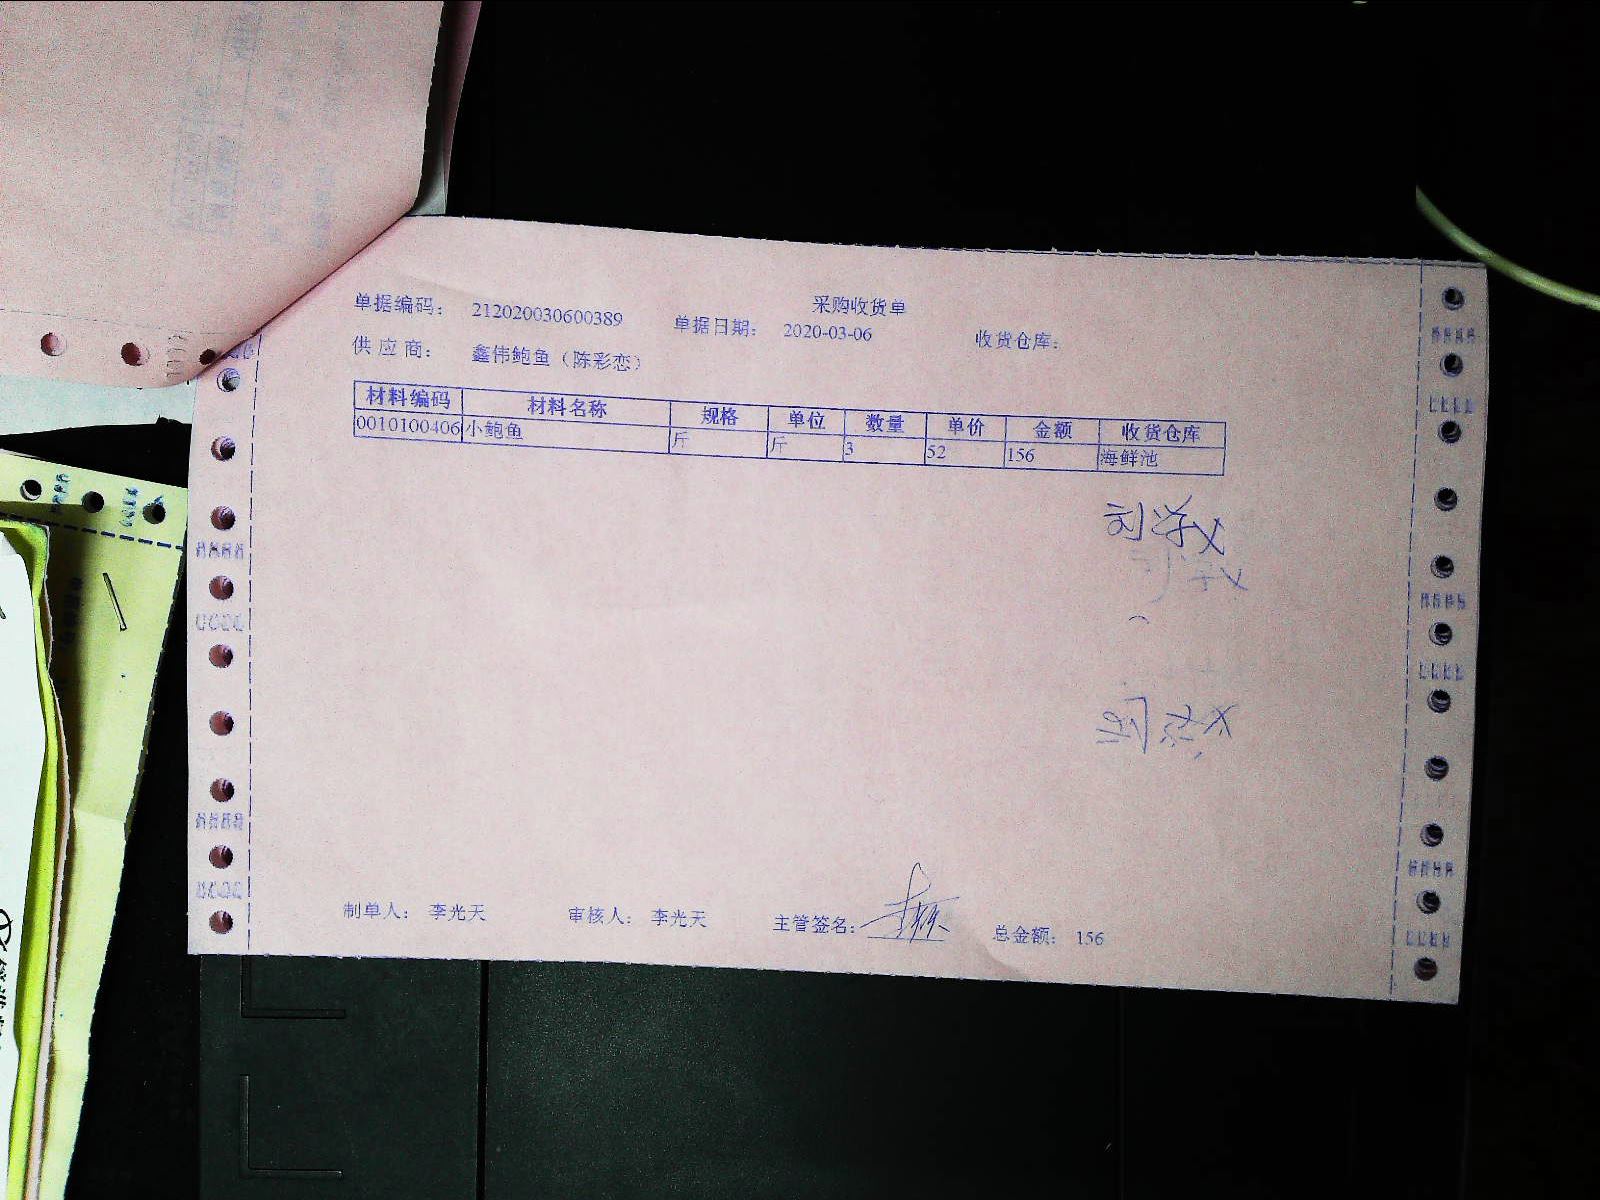 采购收货单
单据编码： 212020030600389 单据日期： 2020-03-06 收货仓库：
供应商： 鑫伟鲍鱼（陈彩恋）
材料编码 材料名称 规格 单位 数量 单价 金额 收货仓库
0010100406 小鲍鱼 斤 斤 3 52 156 海鲜池
刘学义
制单人： 李光天 审核人： 李光天 主管签名： 总金额： 156